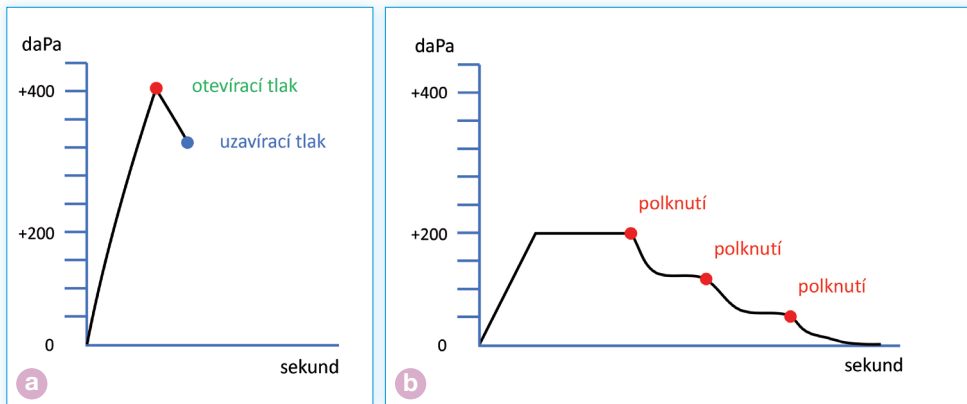 daPa
+400
otevírací tlak
uzavírací tlak
+200
0
sekund
a
daPa
+400
polknutí
+200
polknutí
polknutí
0
sekund
b